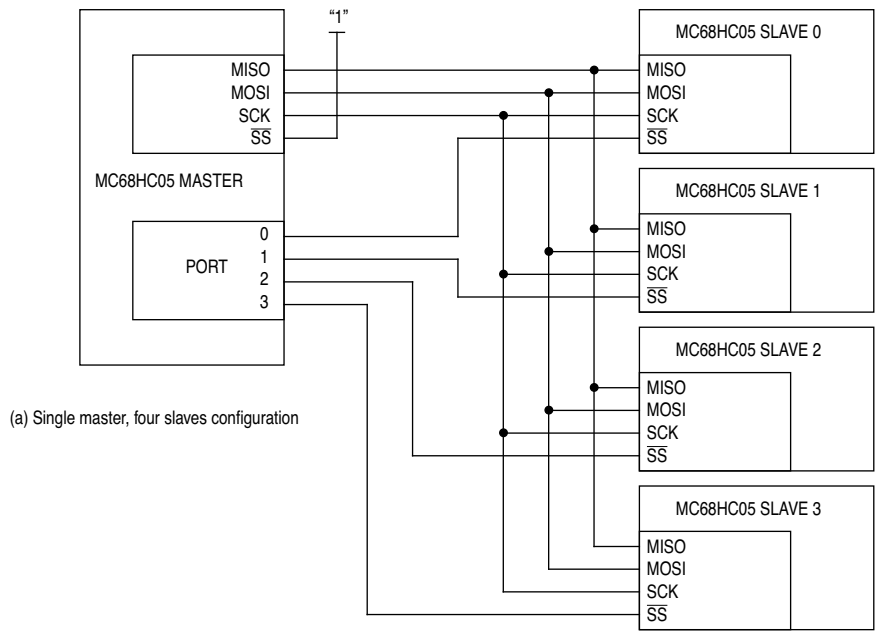 "1"
MISO
MOSI
SCK
SS
MC68HC05 MASTER
PORT
0
1
2
3
(a) Single master, four slaves configuration
MC68HC05 SLAVE 0
MISO
MOSI
SCK
SS
MC68HC05 SLAVE 1
MISO
MOSI
SCK
SS
MC68HC05 SLAVE 2
MISO
MOSI
SCK
SS
MC68HC05 SLAVE 3
MISO
MOSI
SCK
SS